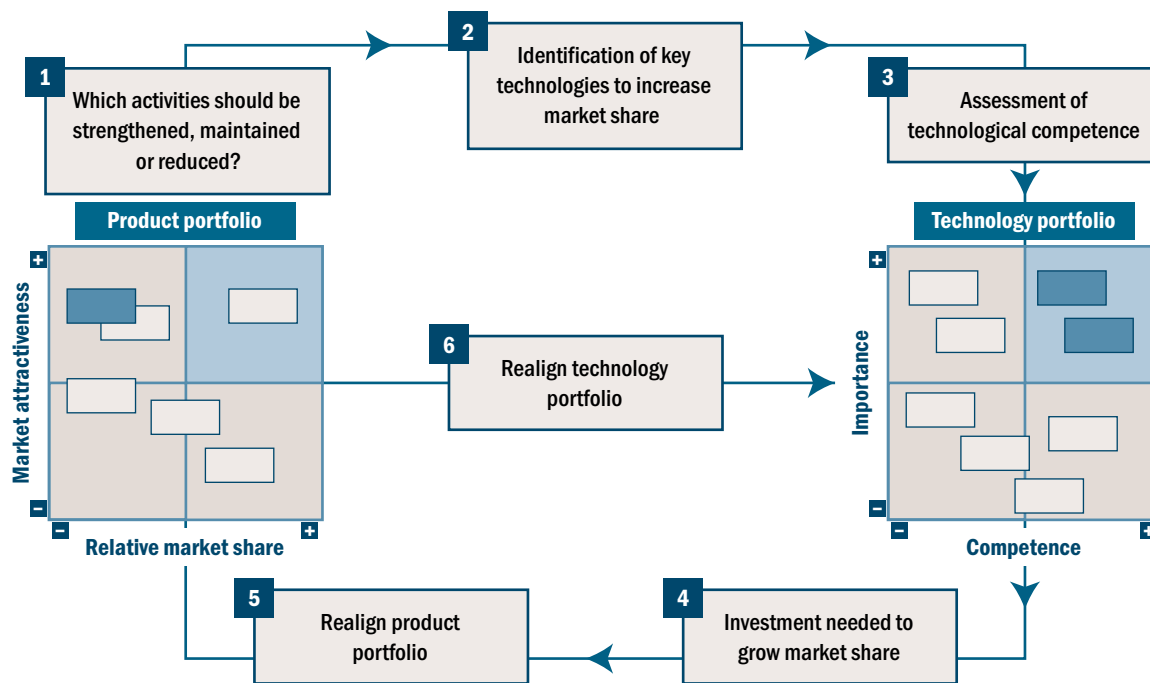 1
Which activities should be
strengthened, maintained
or reduced?
2
Identification of key
technologies to increase
market share
3
Assessment of
technological competence
Product portfolio
Market attractiveness
+
−
−
+
Relative market share
6
Realign technology
portfolio
Technology portfolio
Importance
+
−
−
+
Competence
5
Realign product
portfolio
4
Investment needed to
grow market share